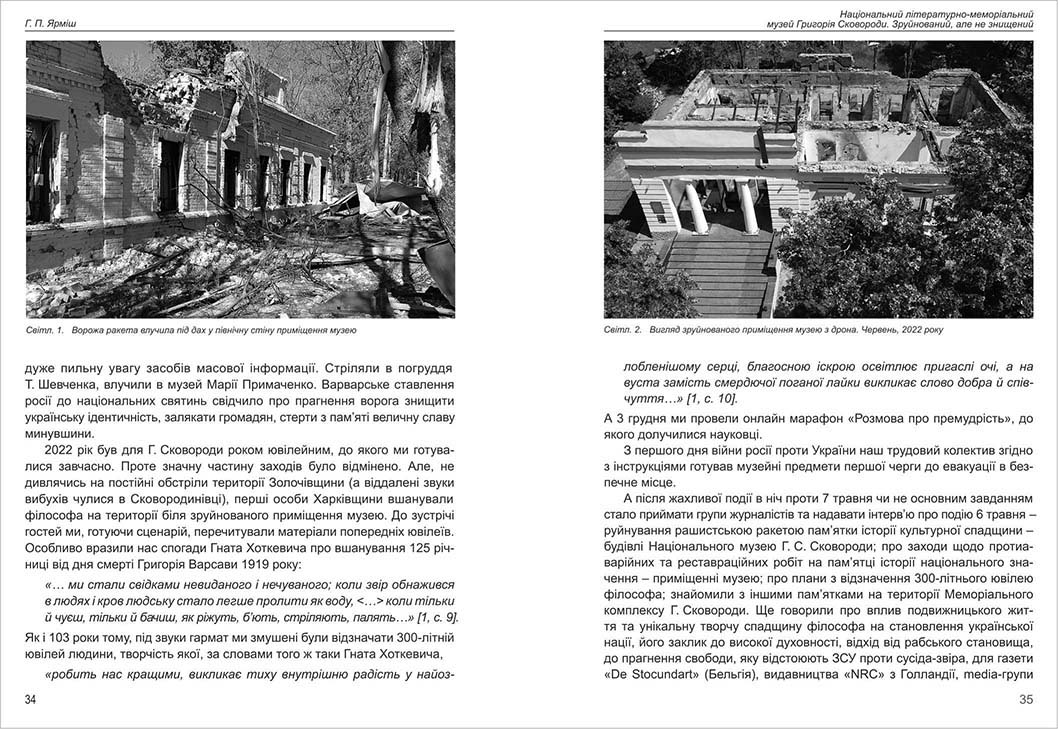 Г. П. Ярміш
Світл. 1. Ворожа ракета влучила під дах у північну стіну приміщення музею
дуже пильну увагу засобів масової інформації. Стріляли в погруддя
Т. Шевченка, влучили в музей Марії Примаченко. Варварське ставлення
росії до національних святинь свідчило про прагнення ворога знищити
українську ідентичність, залякати громадян, стерти з пам’яті величну славу
минувшини.
2022 рік був для Г. Сковороди роком ювілейним, до якого ми готува-
лися завчасно. Проте значну частину заходів було відмінено. Але, не
дивлячись на постійні обстріли території Золочівщини (а віддалені звуки
вибухів чулися в Сковородинівці), перші особи Харківщини вшанували
філософа на території біля зруйнованого приміщення музею. До зустрічі
гостей ми, готуючи сценарій, перечитували матеріали попередніх ювілеїв.
Особливо вразили нас спогади Гната Хоткевича про вшанування 125 річ-
ниці від дня смерті Григорія Варсави 1919 року:
«… ми стали свідками невиданого і нечуваного; коли звір обнажився
в людях і кров людську стало легше пролити як воду, <…> коли тільки
й чуєш, тільки й бачиш, як ріжуть, б’ють, стріляють, палять…» [1, с. 9].
Як і 103 роки тому, під звуки гармат ми змушені були відзначати 300-літній
ювілей людини, творчість якої, за словами того ж таки Гната Хоткевича,
«робить нас кращими, викликає тиху внутрішню радість у найоз-
34
Національний літературно-меморіальний
музей Григорія Сковороди. Зруйнований, але не знищений
Світл. 2. Вигляд зруйнованого приміщення музею з дрона. Червень, 2022 року
лобленішому серці, благосною іскрою освітлює пригаслі очі, а на
вуста замість смердючої поганої лайки викликає слово добра й спів-
чуття…» [1, с. 10].
А 3 грудня ми провели онлайн марафон «Розмова про премудрість», до
якого долучилися науковці.
З першого дня війни росії проти України наш трудовий колектив згідно
з інструкціями готував музейні предмети першої черги до евакуації в без-
печне місце.
А після жахливої події в ніч проти 7 травня чи не основним завданням
стало приймати групи журналістів та надавати інтерв’ю про подію 6 травня –
руйнування рашистською ракетою пам’ятки історії культурної спадщини –
будівлі Національного музею Г. С. Сковороди; про заходи щодо протиа-
варійних та реставраційних робіт на пам’ятці історії національного зна-
чення – приміщенні музею; про плани з відзначення 300-літнього ювілею
філософа; знайомили з іншими пам’ятками на території Меморіального
комплексу Г. Сковороди. Ще говорили про вплив подвижницького жит-
тя та унікальну творчу спадщину філософа на становлення української
нації, його заклик до високої духовності, відхід від рабського становища,
до прагнення свободи, яку відстоюють ЗСУ проти сусіда-звіра, для газети
«De Stocundart» (Бельгія), видавництва «NRC» з Голландії, media-групи
35